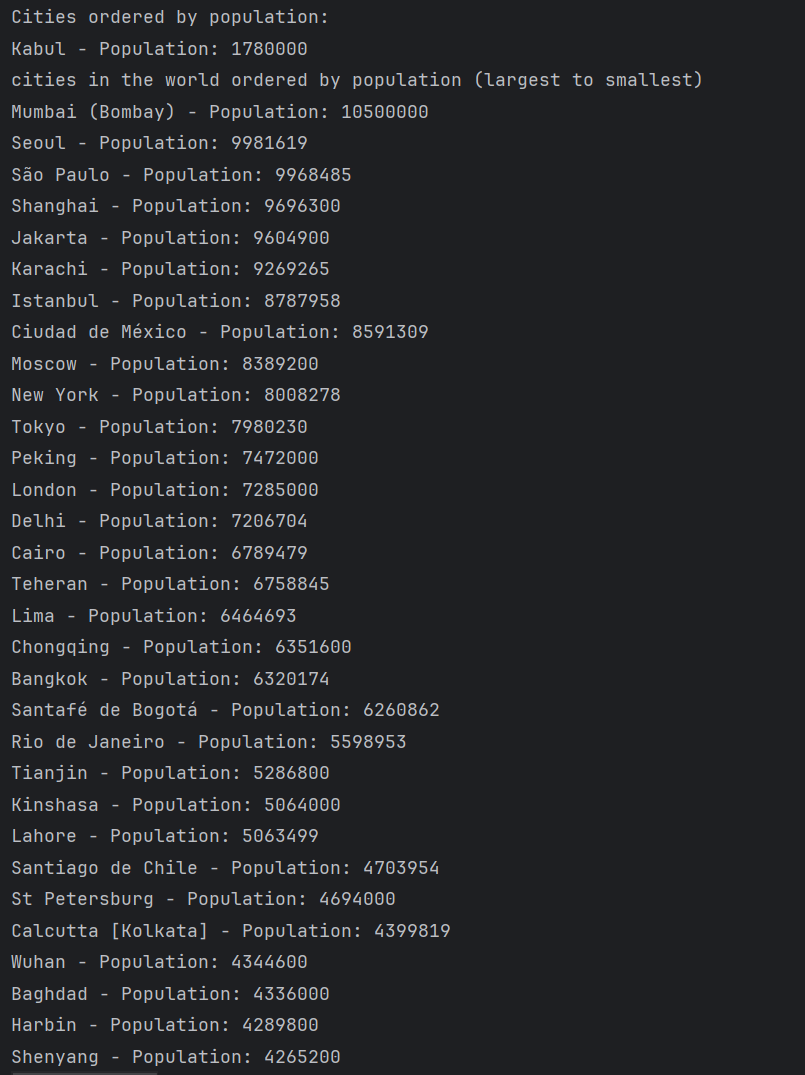 Cities ordered by population:
Kabul - Population: 1780000
cities in the world ordered by population (largest to smallest)
Mumbai (Bombay) - Population: 10500000
Seoul - Population: 9981619
São Paulo - Population: 9968485
Shanghai - Population: 9696300
Jakarta - Population: 9604900
Karachi - Population: 9269265
Istanbul - Population: 8787958
Ciudad de México - Population: 8591309
Moscow - Population: 8389200
New York - Population: 8008278
Tokyo - Population: 7980230
Peking - Population: 7472000
London - Population: 7285000
Delhi - Population: 7206704
Cairo - Population: 6789479
Teheran - Population: 6758845
Lima - Population: 6464693
Chongqing - Population: 6351600
Bangkok - Population: 6320174
Santafé de Bogotá - Population: 6260862
Rio de Janeiro - Population: 5598953
Tianjin - Population: 5286800
Kinshasa - Population: 5064000
Lahore - Population: 5063499
Santiago de Chile - Population: 4703954
St Petersburg - Population: 4694000
Calcutta [Kolkata] - Population: 4399819
Wuhan - Population: 4344600
Baghdad - Population: 4336000
Harbin - Population: 4289800
Shenyang - Population: 4265200